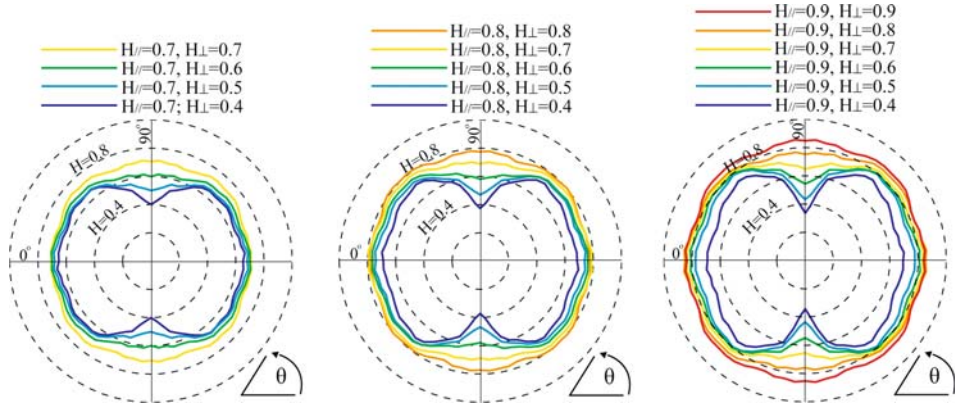 H//=0.7, H⊥=0.7
H//=0.7, H⊥=0.6
H//=0.7, H⊥=0.5
H//=0.7; H⊥=0.4
90°
H=0.8
H=0.4
0°
θ
H//=0.8, H⊥=0.8
H//=0.8, H⊥=0.7
H//=0.8, H⊥=0.6
H//=0.8, H⊥=0.5
H//=0.8, H⊥=0.4
90°
H=0.8
H=0.4
0°
θ
H//=0.9, H⊥=0.9
H//=0.9, H⊥=0.8
H//=0.9, H⊥=0.7
H//=0.9, H⊥=0.6
H//=0.9, H⊥=0.5
H//=0.9, H⊥=0.4
90°
H=0.8
H=0.4
0°
θ